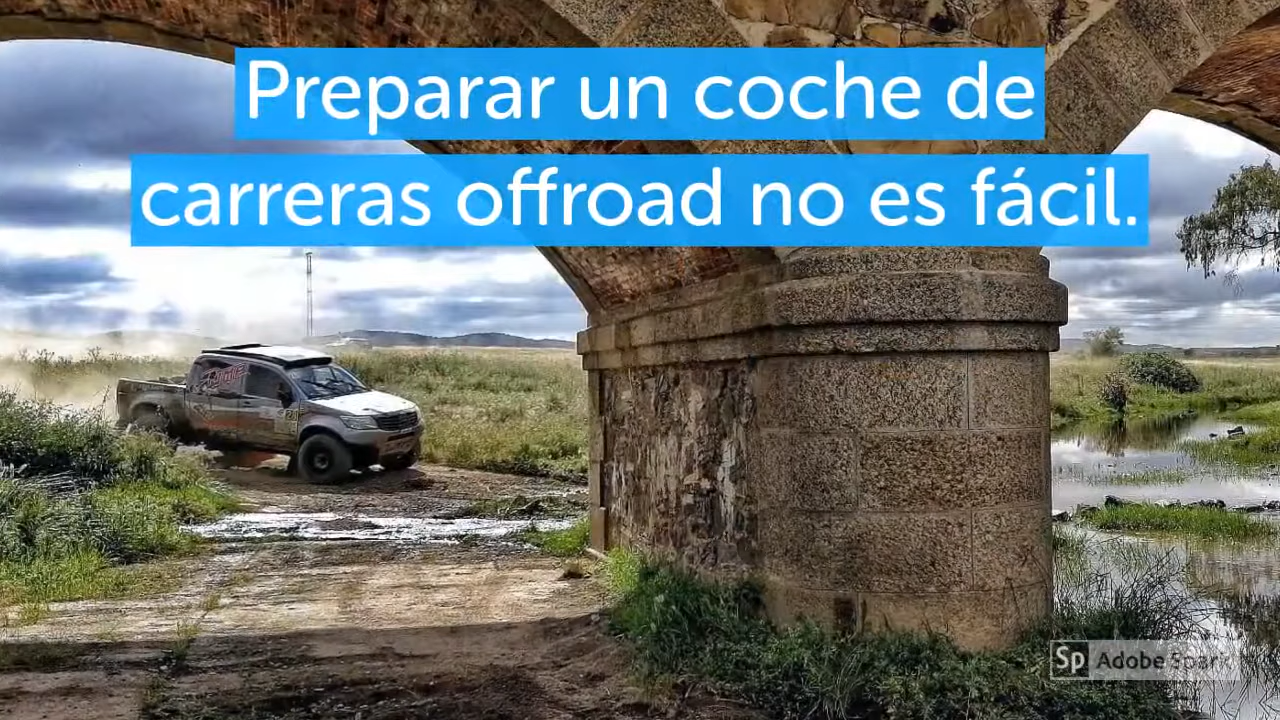 Preparar un coche de
carreras offroad no es fácil.
Sp Adobe Spark